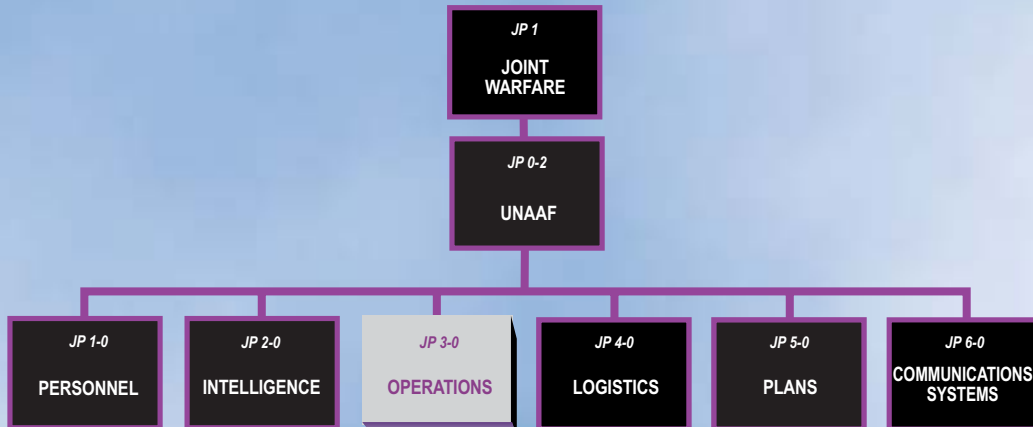 JP 1
JOINT
WARFARE
JP 0-2
UNAAF
JP 1-0
PERSONNEL
JP 2-0
INTELLIGENCE
JP 3-0
OPERATIONS
JP 4-0
LOGISTICS
JP 5-0
PLANS
JP 6-0
COMMUNICATIONS
SYSTEMS